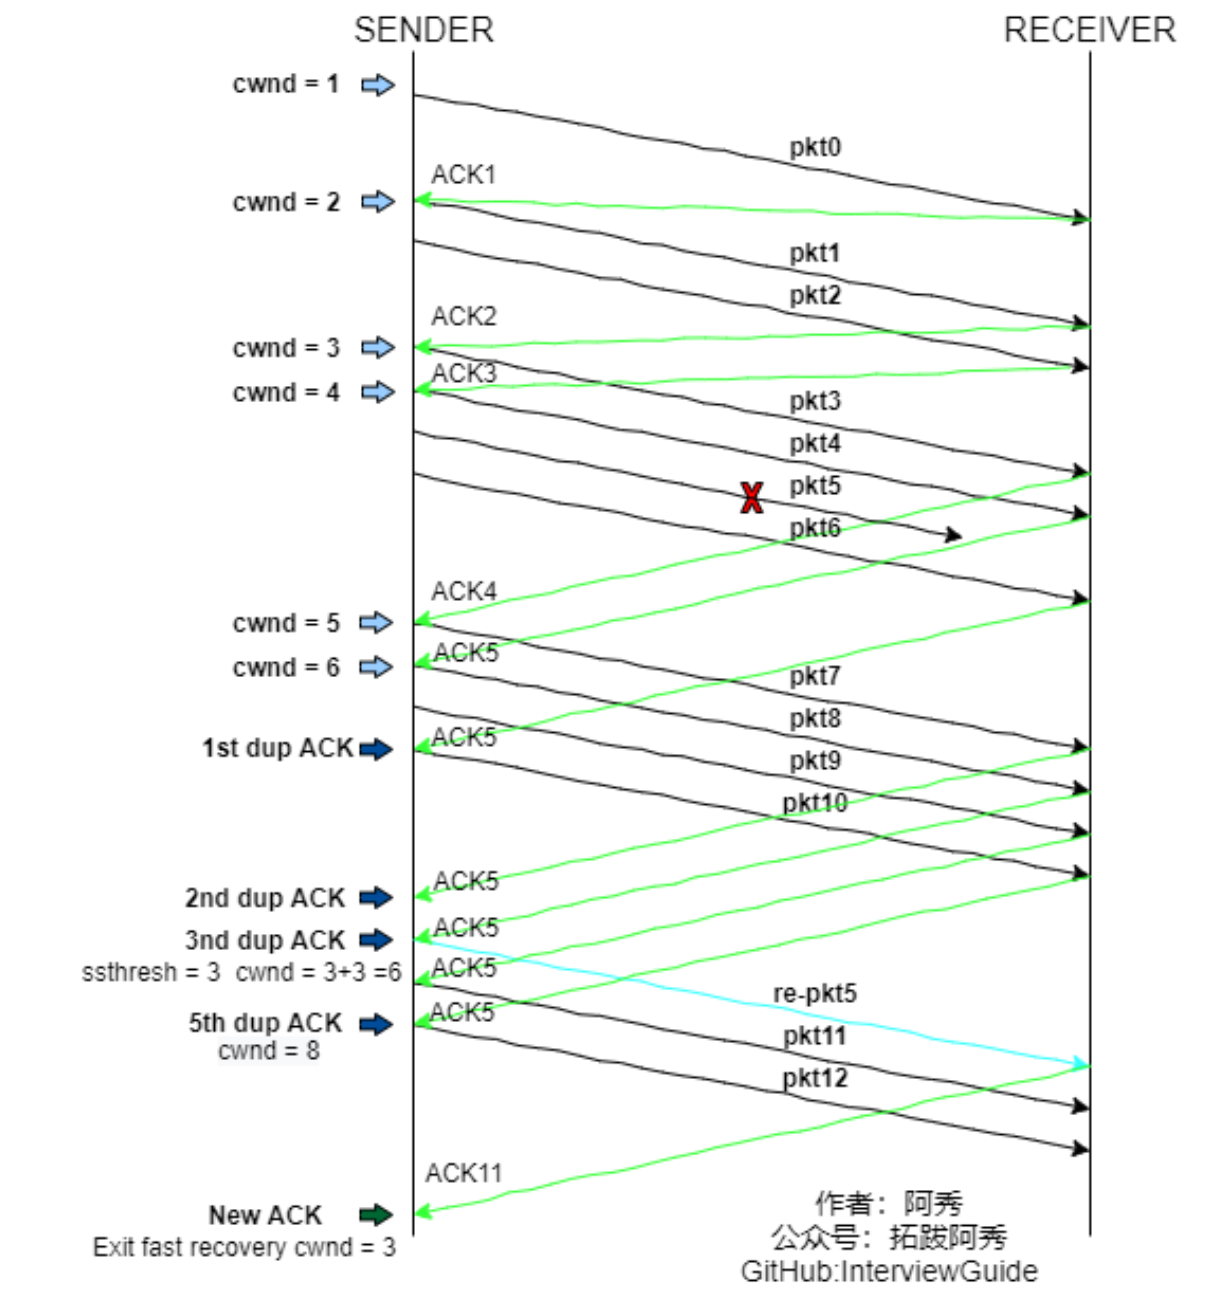 SENDER
RECEIVER
cwnd = 1
pkt0
ACK1
cwnd = 2
pkt1
pkt2
ACK2
cwnd = 3
ACK3
cwnd = 4
pkt3
pkt4
pkt5
X
pkt6
ACK4
cwnd = 5
ACK5
cwnd = 6
pkt7
pkt8
ACK5
1st dup ACK
pkt9
pkt10
ACK5
2nd dup ACK
ACK5
3nd dup ACK
ssthresh = 3 cwnd = 3+3 =6
ACK5
re-pkt5
ACK5
5th dup ACK
cwnd = 8
pkt11
pkt12
ACK11
New ACK
Exit fast recovery cwnd = 3
作者：阿秀
公众号：拓跋阿秀
GitHub:InterviewGuide